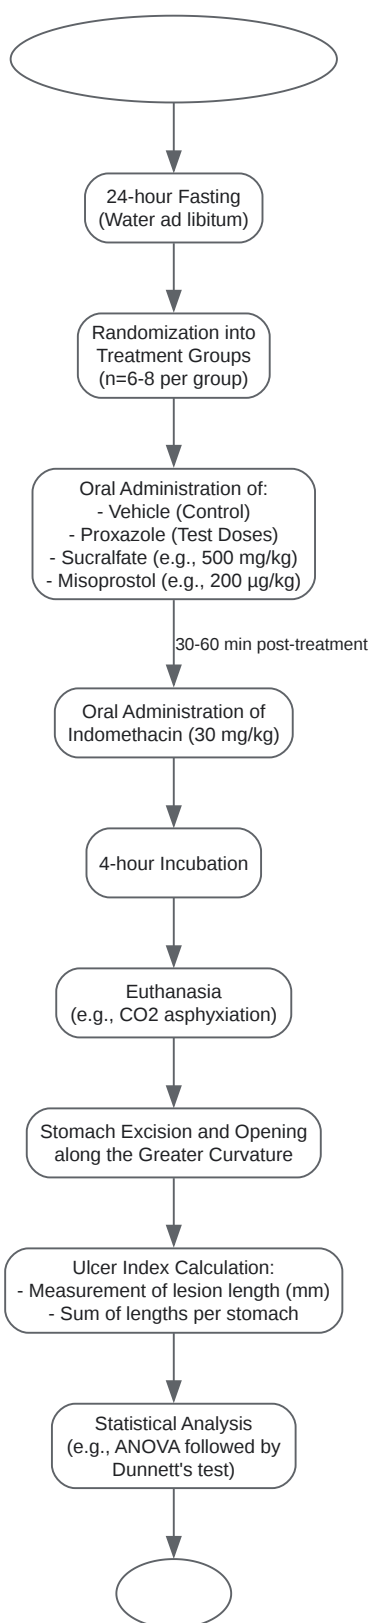 24-hour Fasting
(Water ad libitum)
Randomization into
Treatment Groups
(n=6-8 per group)
Oral Administration of:
- Vehicle (Control)
- Proxazole (Test Doses)
- Sucralfate (e.g., 500 mg/kg)
- Misoprostol (e.g., 200 µg/kg)
30-60 min post-treatment
Oral Administration of
Indomethacin (30 mg/kg)
4-hour Incubation
Euthanasia
(e.g., CO2 asphyxiation)
Stomach Excision and Opening
along the Greater Curvature
Ulcer Index Calculation:
- Measurement of lesion length (mm)
- Sum of lengths per stomach
Statistical Analysis
(e.g., ANOVA followed by
Dunnett's test)